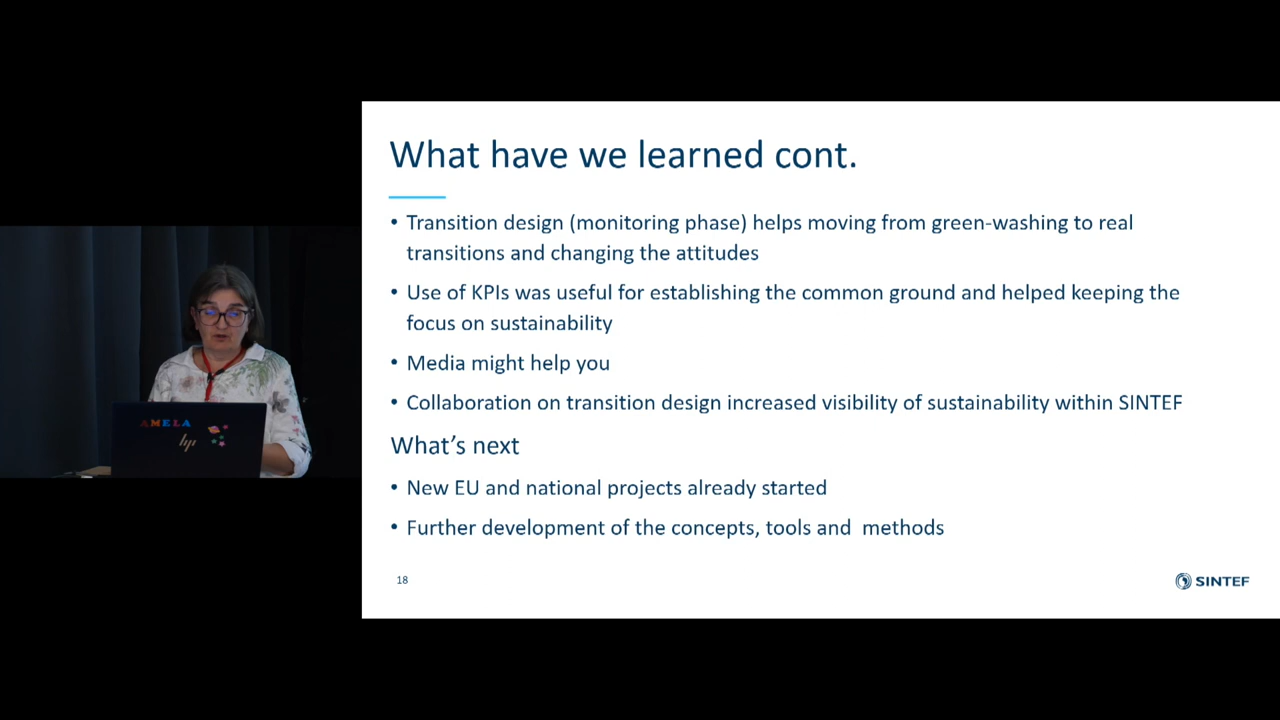 What have we learned cont.
• Transition design (monitoring phase) helps moving from green-washing to real
transitions and changing the attitudes
• Use of KPIs was useful for establishing the common ground and helped keeping the
focus on sustainability
• Media might help you
• Collaboration on transition design increased visibility of sustainability within SINTEF
What's next
• New EU and national projects already started
• Further development of the concepts, tools and  methods
18
SINTEF
AMELA
hp